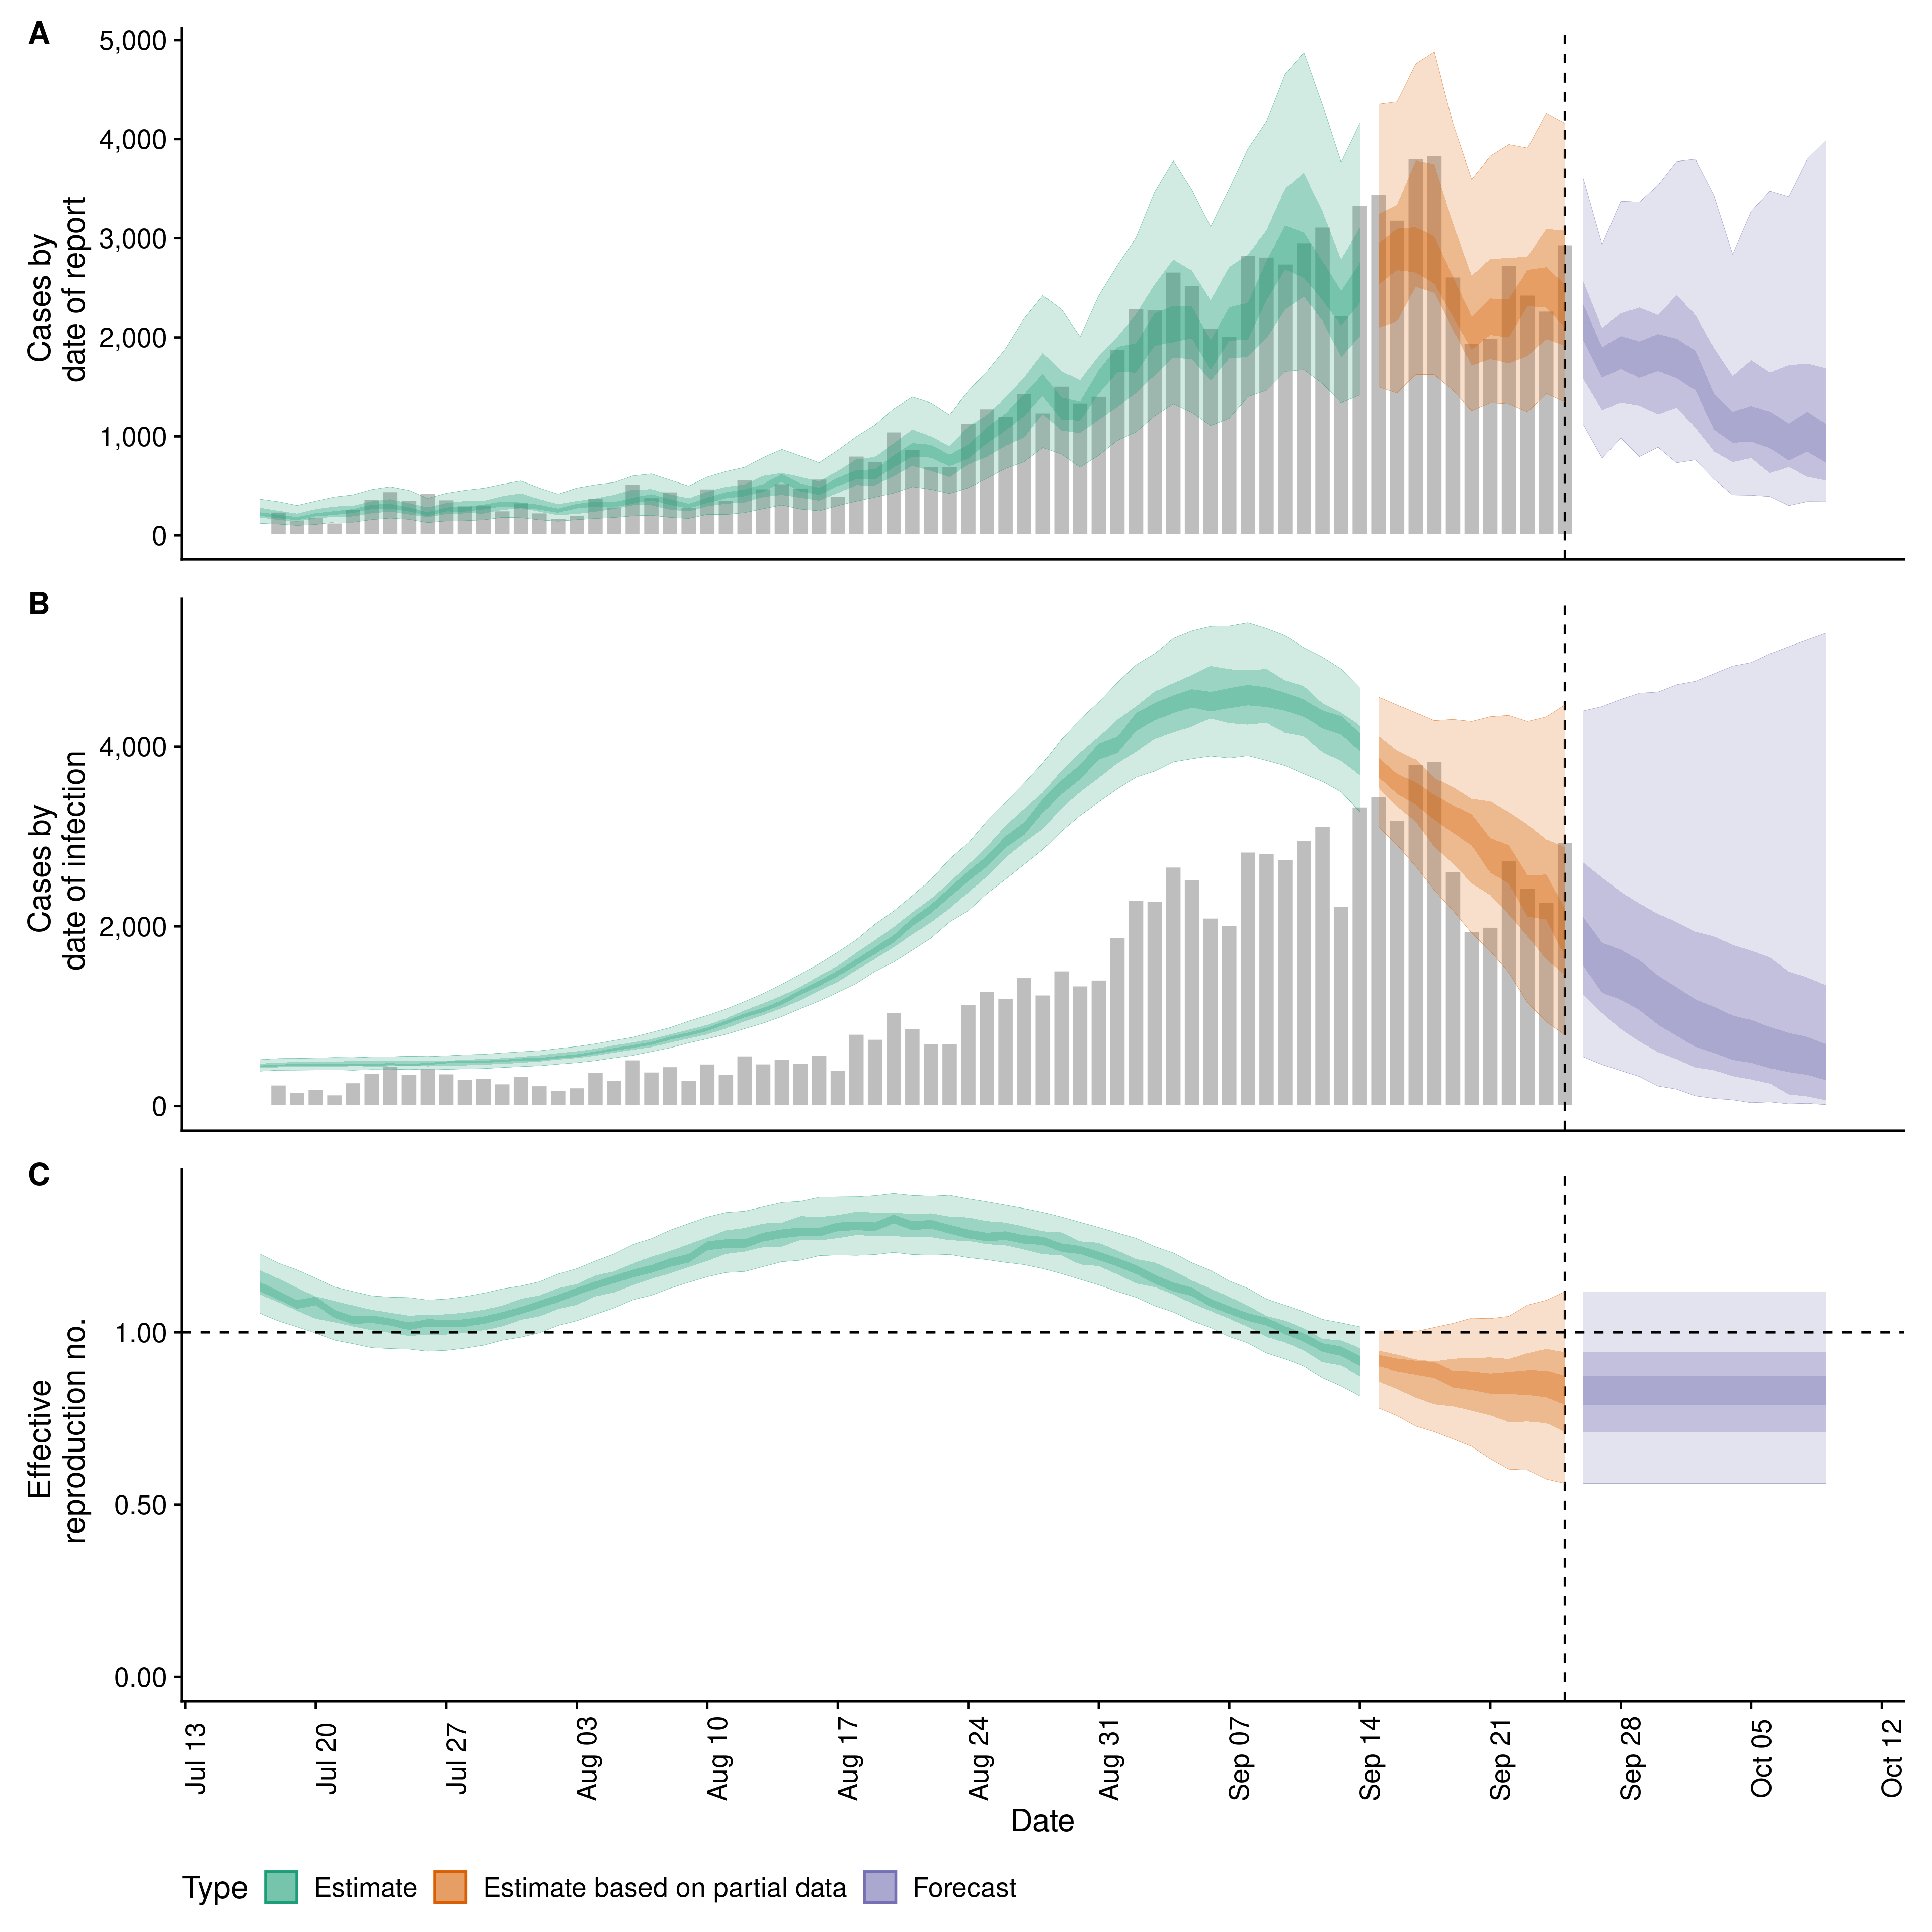 A
5,000
4,000
3,000
2,000
1,000
0
Cases by
date of report
B
4,000
2,000
0
Cases by
date of infection
C
1.00
0.50
0.00
Effective
reproduction no.
Jul 13
Jul 20
Jul 27
Aug 03
Aug 10
Aug 17
Aug 24
Aug 31
Sep 07
Sep 14
Sep 21
Sep 28
Oct 05
Oct 12
Date
Type Estimate Estimate based on partial data Forecast